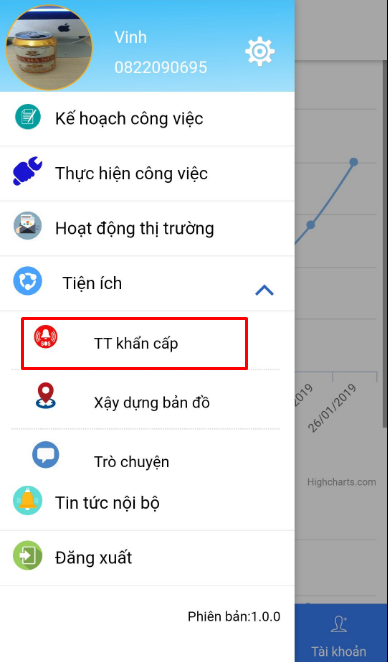 Vinh
0822090695
Kế hoạch công việc
Thực hiện công việc
Hoạt động thị trường
Tiện ích
SOS
TT khẩn cấp
Xậy dựng bản đồ
Trò chuyện
Tin tức nội bộ
Đăng xuất
Phiên bản:1.0.0
2019
26/01/2019
Highcharts.com
Tài khoản